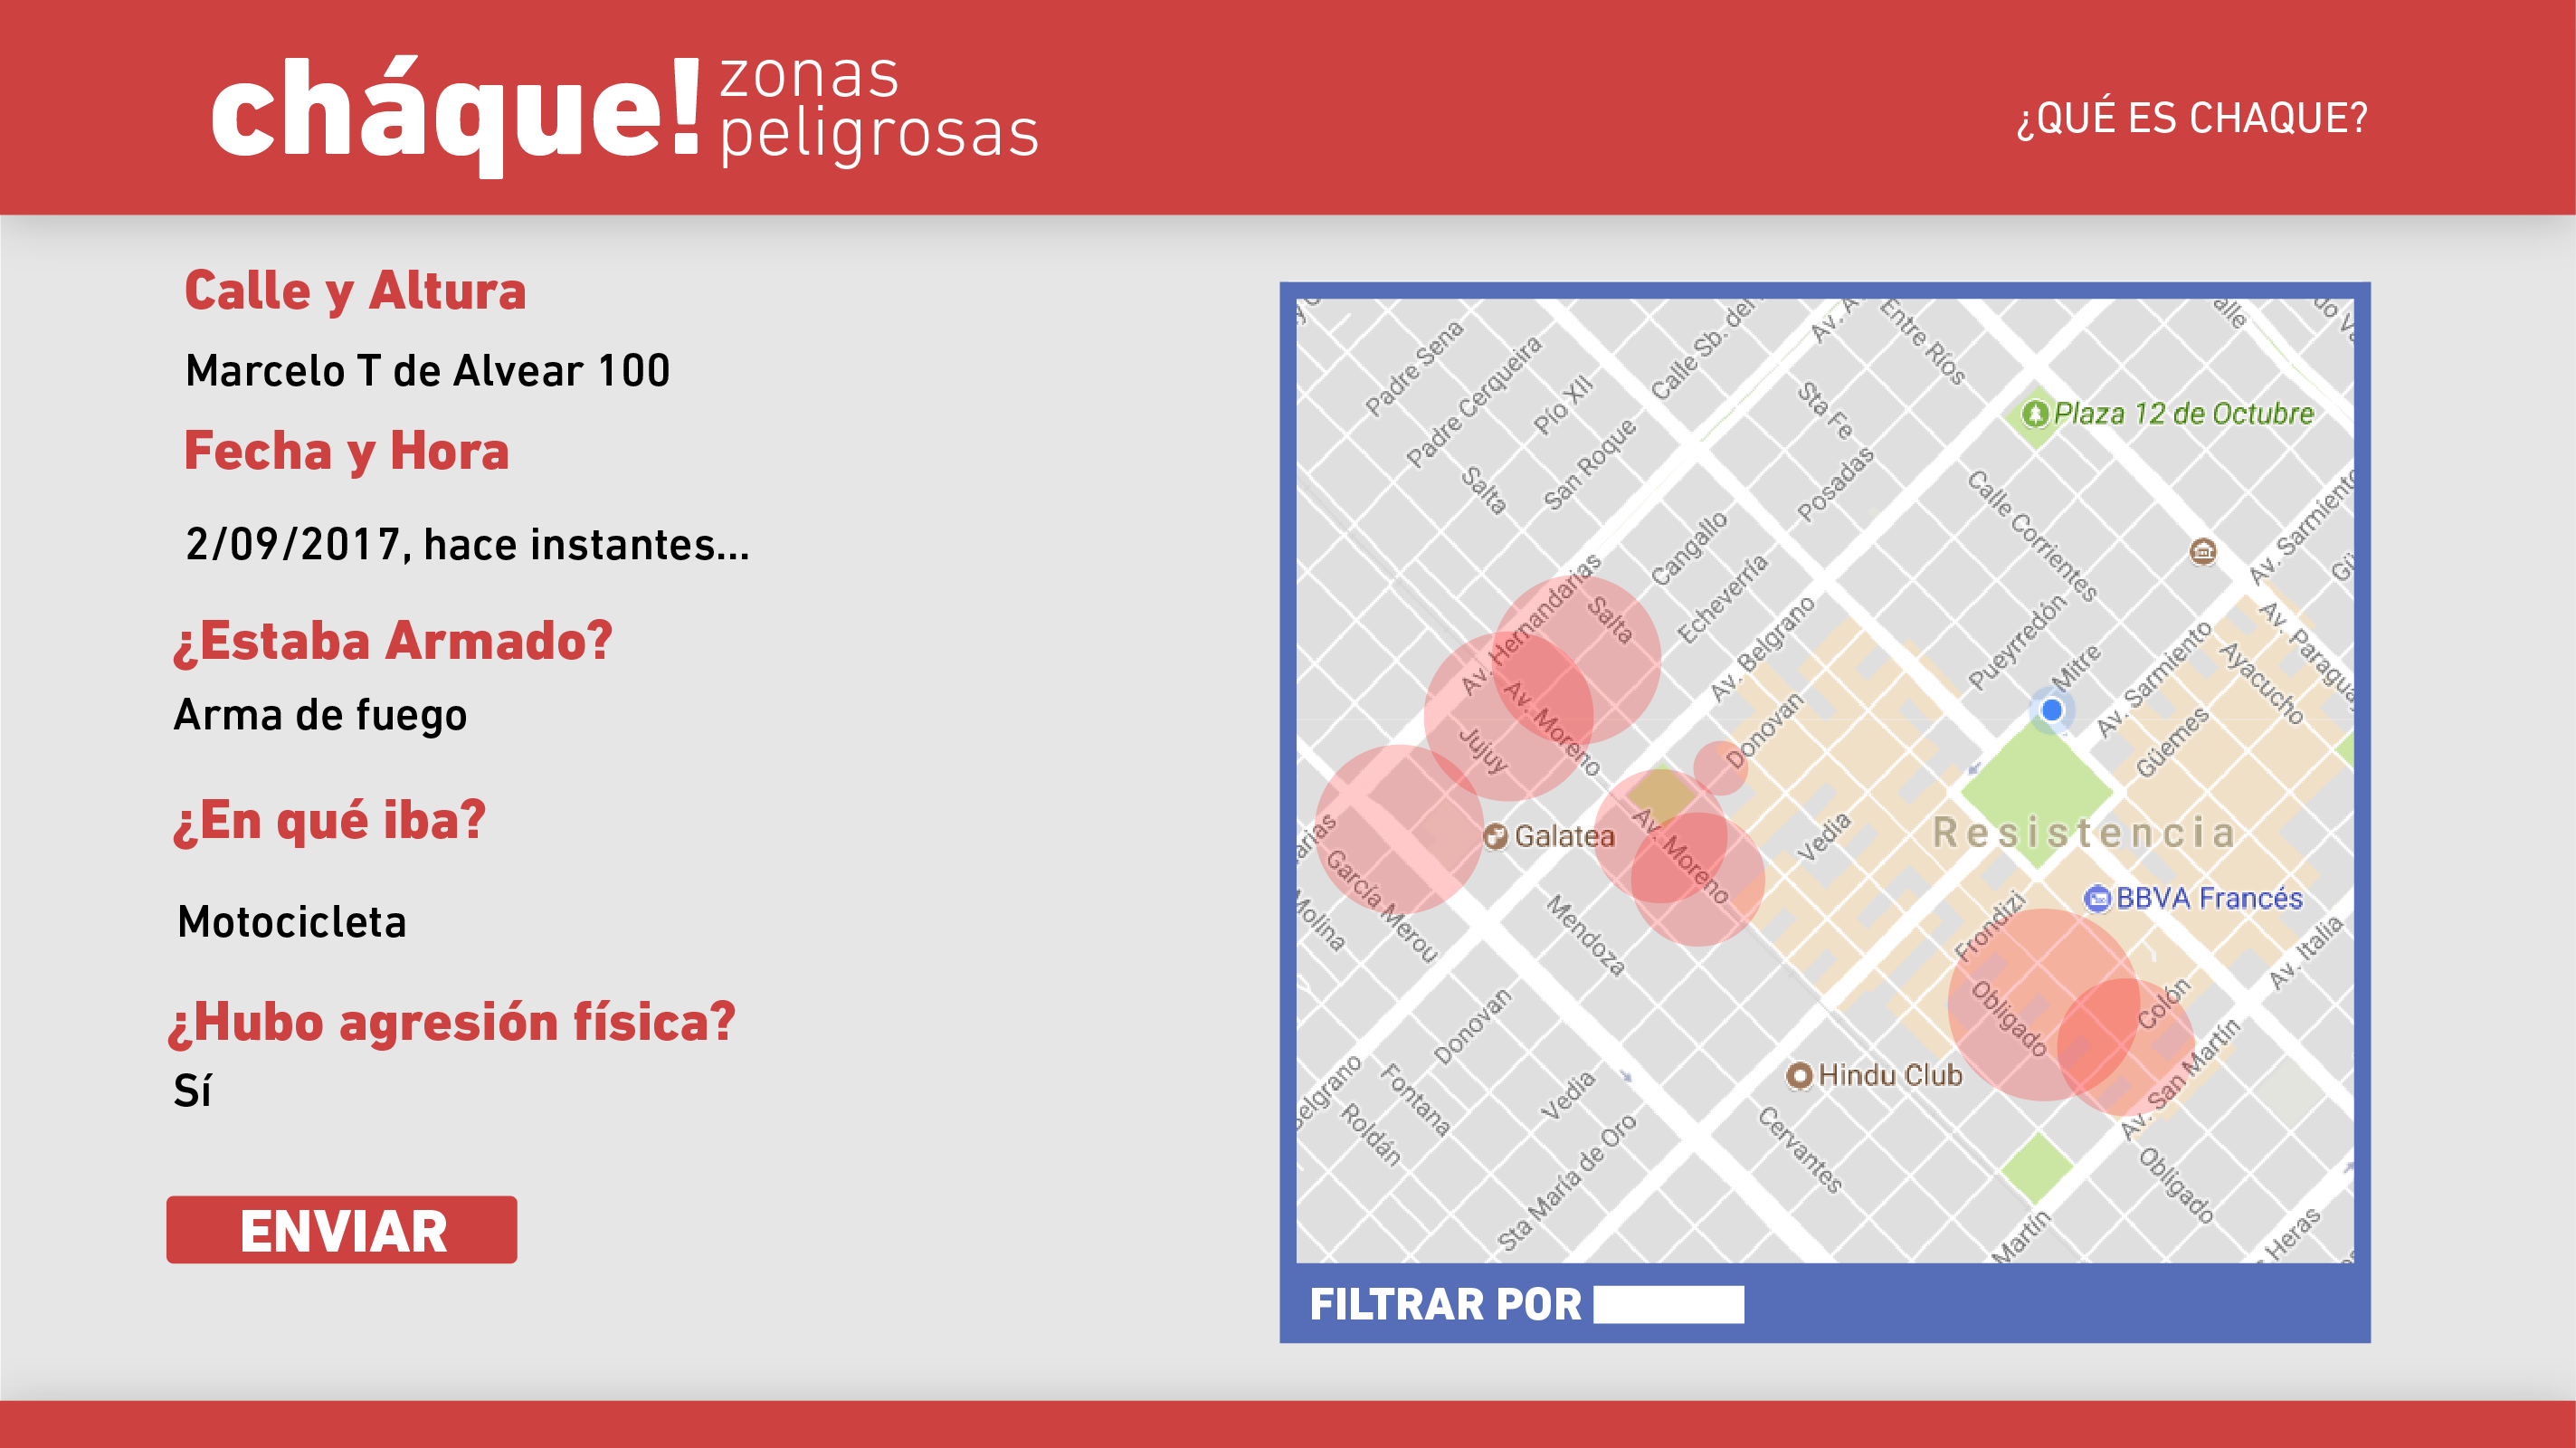 cháque! zonas
peligrosas
¿QUÉ ES CHAQUE?
Calle y Altura
Marcelo T de Alvear 100
Fecha y Hora
2/09/2017, hace instantes...
¿Estaba Armado?
Arma de fuego
¿En qué iba?
Motocicleta
¿Hubo agresión física?
Sí
ENVIAR
Padre Sena
Padre Cerqueira
Pío XII
Calle Sb. del
Av. A
Entre Ríos
alle
Salta
San Roque
Sta Fe
Posadas
Plaza 12 de Octubre
Calle Corrientes
Av. Sarmiento
Cangallo
Echeverría
Av. Hernandarias
Salta
Av. Belgrano
Pueyrredón
Mitre
Av. Sarmiento
Av. Paragua
Ayacucho
Güemes
Av. Moreno
Jujuy
Donovan
Galatea
Av. Moreno
Vedia
Resistencia
arias
García Merou
Molina
Mendoza
BBVA Francés
Frondizi
Av. Italia
Obligado
Colón
Av. San Martín
Donovan
Hindu Club
Belgrano
Fontana
Roldán
Vedia
Sta María de Oro
Cervantes
Obligado
Martín
Heras
FILTRAR POR